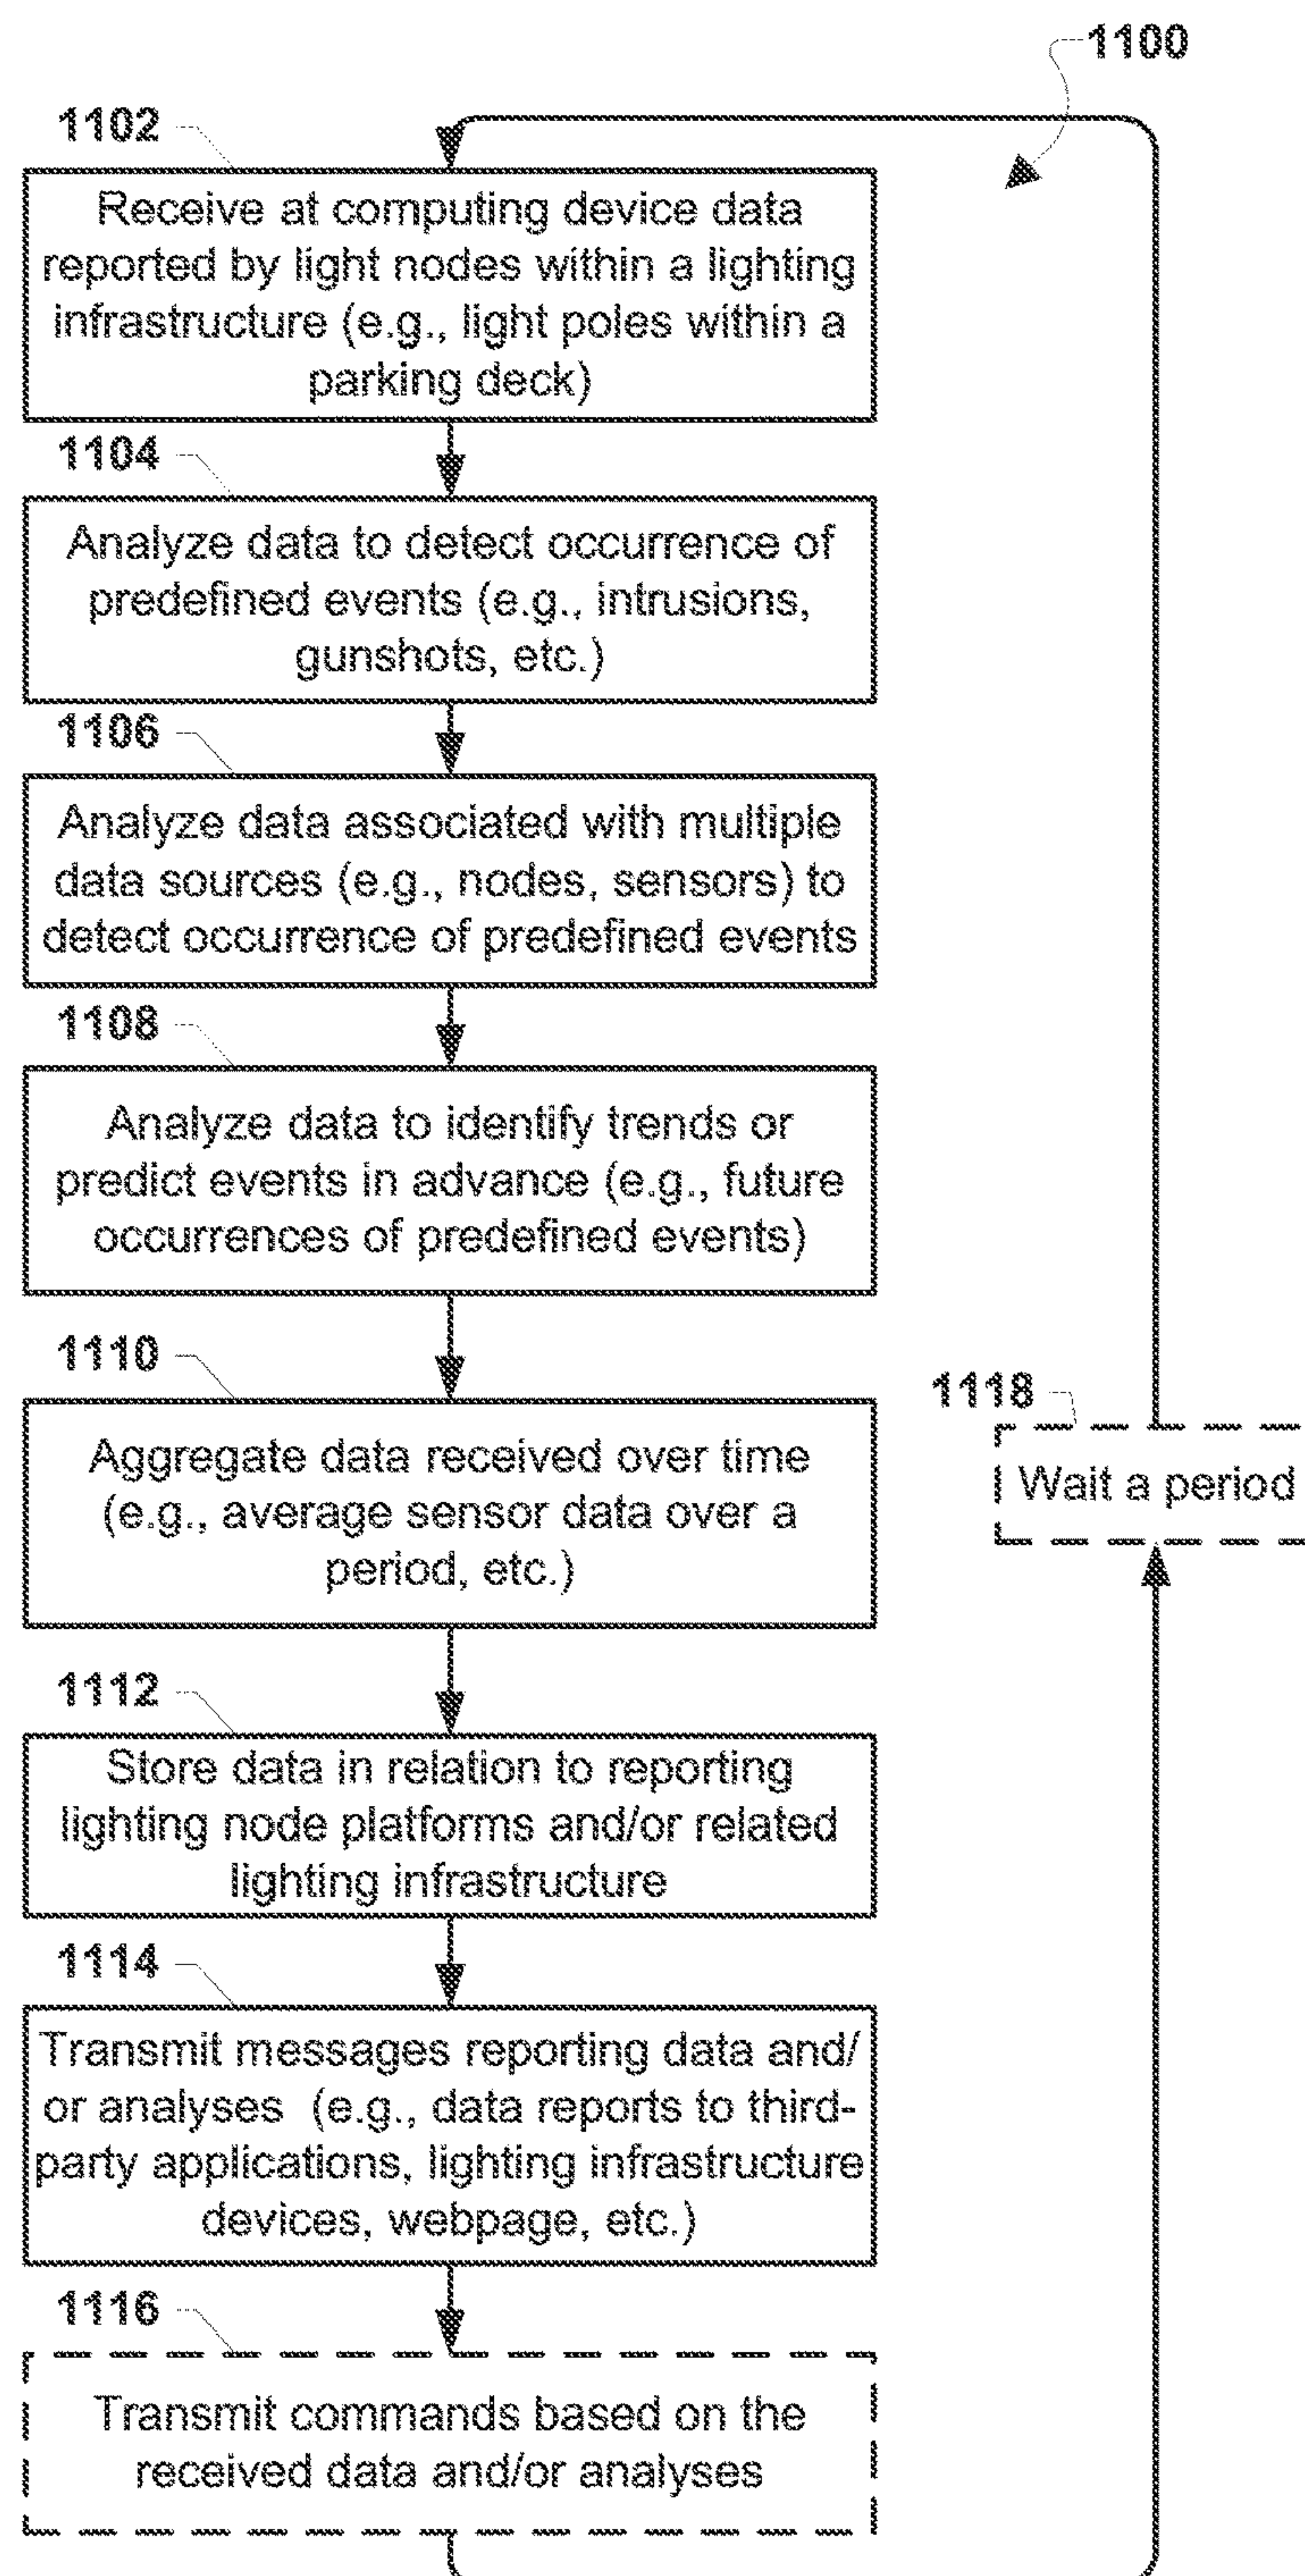 1100
1102
Receive at computing device data
reported by light nodes within a lighting
infrastructure (e.g., light poles within a
parking deck)
1104
Analyze data to detect occurrence of
predefined events (e.g., intrusions,
gunshots, etc.)
1106
Analyze data associated with multiple
data sources (e.g., nodes, sensors) to
detect occurrence of predefined events
1108
Analyze data to identify trends or
predict events in advance (e.g., future
occurrences of predefined events)
1110
Aggregate data received over time
(e.g., average sensor data over a
period, etc.)
1118
Wait a period
1112
Store data in relation to reporting
lighting node platforms and/or related
lighting infrastructure
1114
Transmit messages reporting data and/
or analyses (e.g., data reports to third-
party applications, lighting infrastructure
devices, webpage, etc.)
1116
Transmit commands based on the
received data and/or analyses